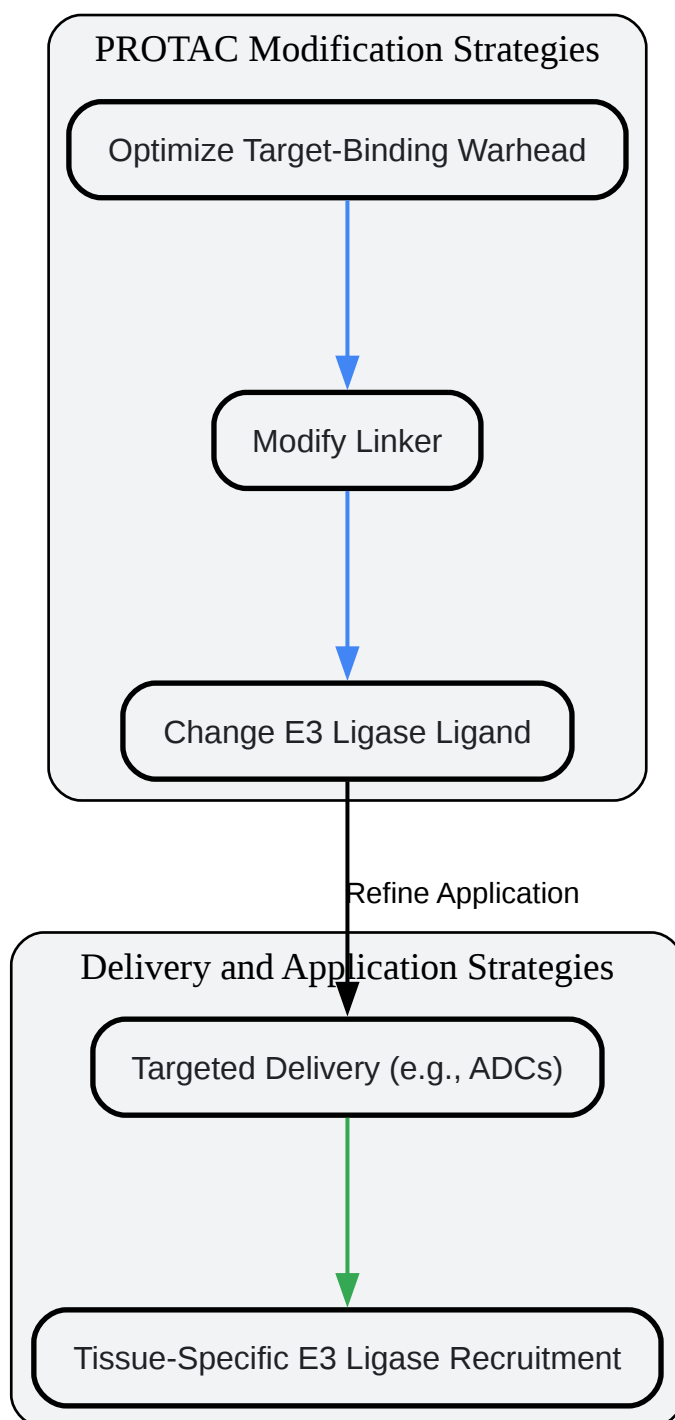 PROTAC Modification Strategies
Optimize Target-Binding Warhead
Modify Linker
Change E3 Ligase Ligand
Refine Application
Delivery and Application Strategies
Targeted Delivery (e.g., ADCs)
Tissue-Specific E3 Ligase Recruitment